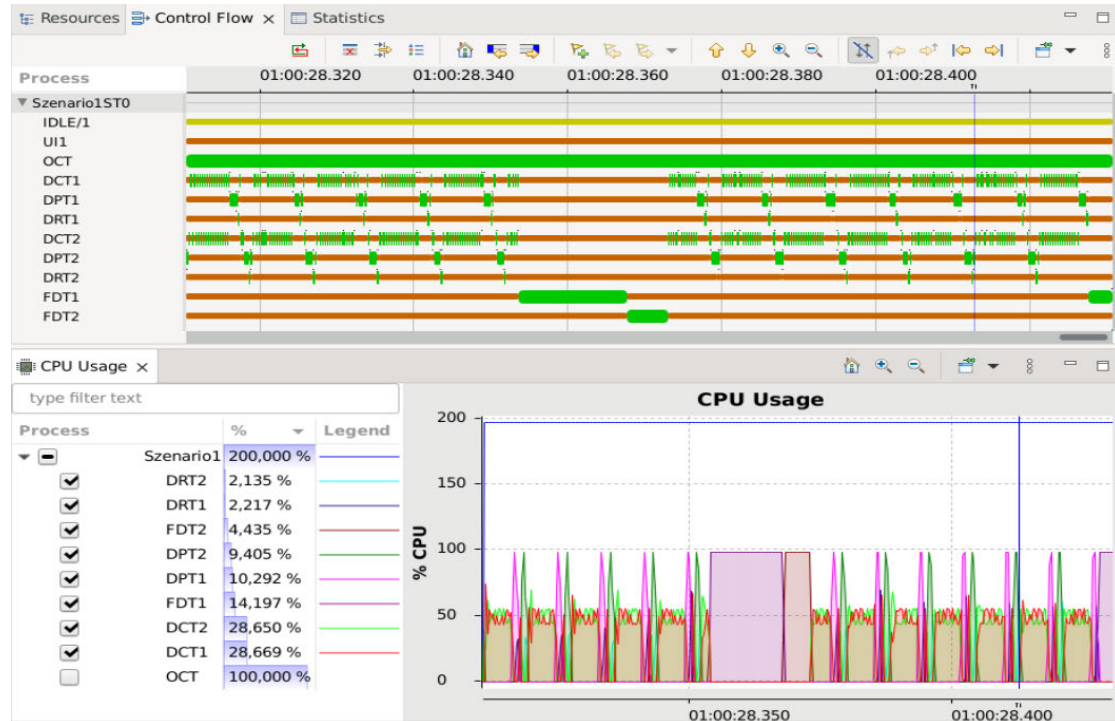 Resources Control Flow Statistics
Process 01:00:28.320 01:00:28.340 01:00:28.360 01:00:28.380 01:00:28.400
Szenario1ST0
IDLE/1
UI1
OCT
DCT1
DPT1
DRT1
DCT2
DPT2
DRT2
FDT1
FDT2
CPU Usage
type filter text
Process % Legend
Szenario1 200,000 %
DRT2 2,135 %
DRT1 2,217 %
FDT2 4,435 %
DPT2 9,405 %
DPT1 10,292 %
FDT1 14,197 %
DCT2 28,650 %
DCT1 28,669 %
OCT 100,000 %
CPU Usage
% CPU
200
150
100
50
0
01:00:28.350 01:00:28.400